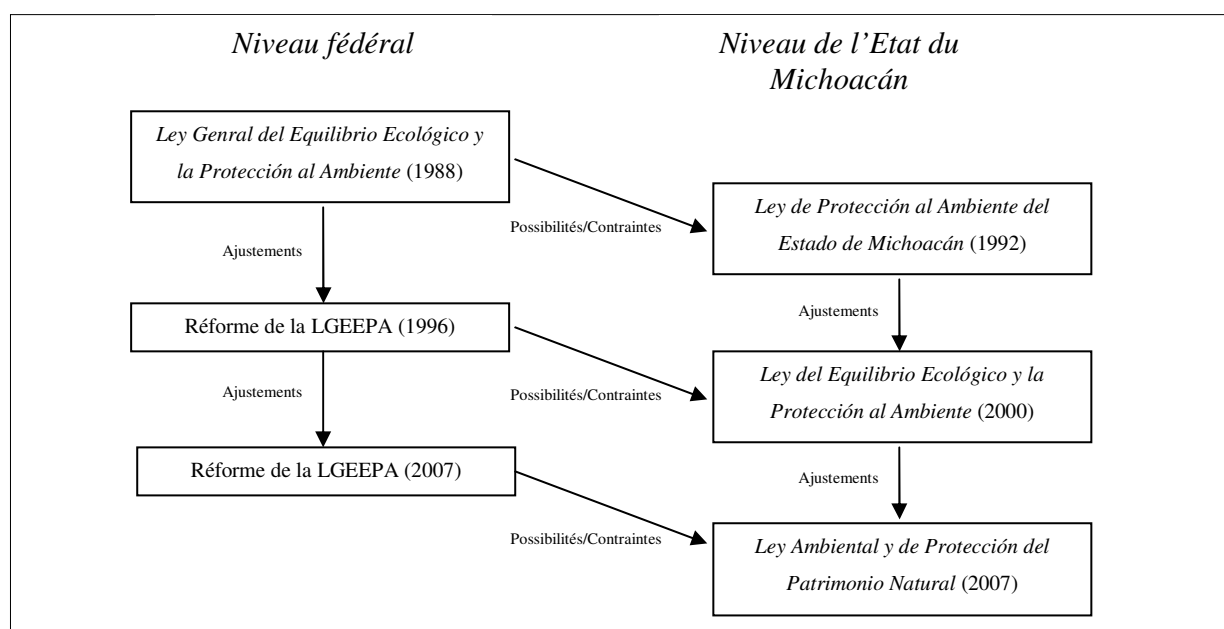 Niveau fédéral
Niveau de l’Etat du
Michoacán
Ley Genral del Equilibrio Ecológico y
la Protección al Ambiente (1988)
Possibilités/Contraintes
Ley de Protección al Ambiente del
Estado de Michoacán (1992)
Ajustements
Ajustements
Réforme de la LGEEPA (1996)
Ley del Equilibrio Ecológico y la
Protección al Ambiente (2000)
Ajustements
Possibilités/Contraintes
Réforme de la LGEEPA (2007)
Ajustements
Possibilités/Contraintes
Ley Ambiental y de Protección del
Patrimonio Natural (2007)